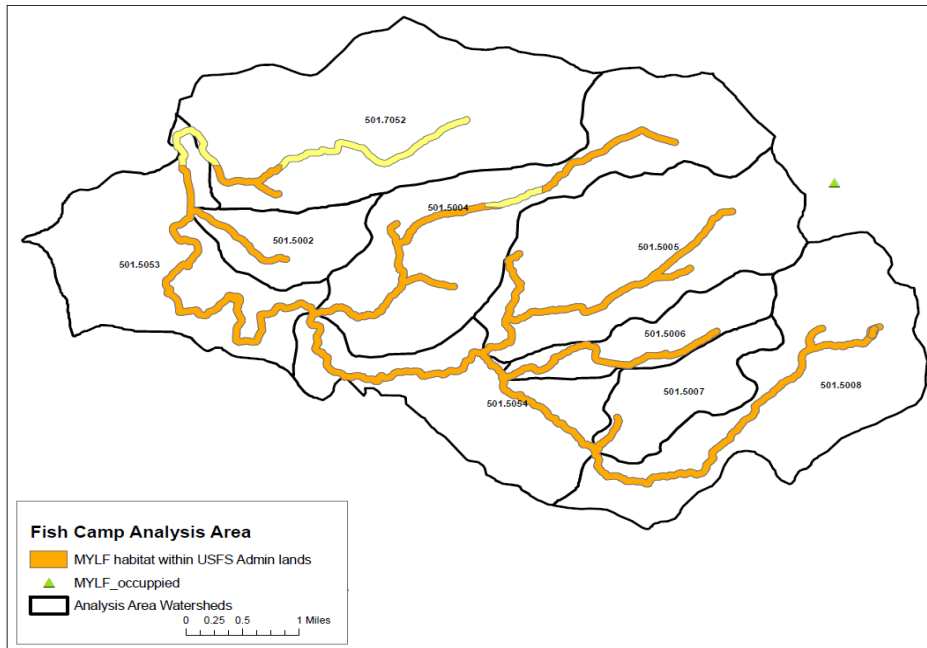 501.7052
501.5004
501.5002
501.5005
501.5053
501.5006
501.5007
501.5008
501.5054
Fish Camp Analysis Area
MYLF habitat within USFS Admin lands
MYLF_occuppied
Analysis Area Watersheds
0 0.25 0.5 1 Miles